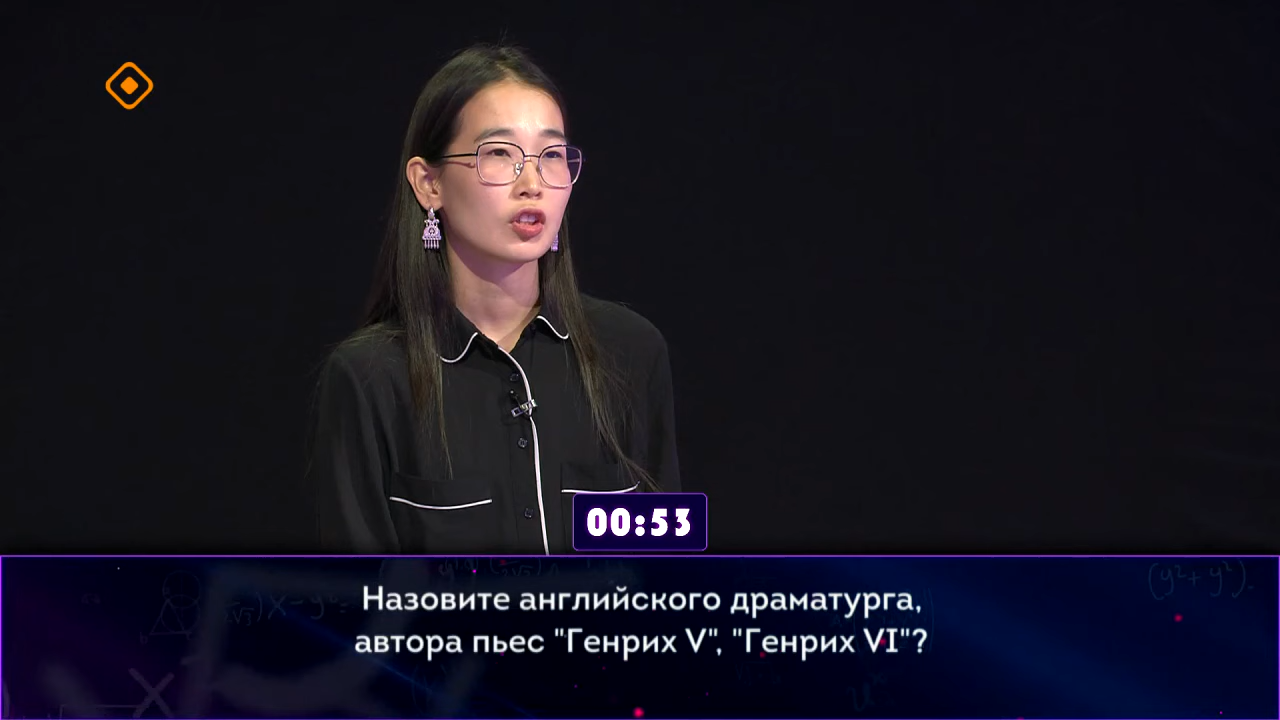 00:53
Назовите английского драматурга,
автора пьес "Генрих V", "Генрих VI"?